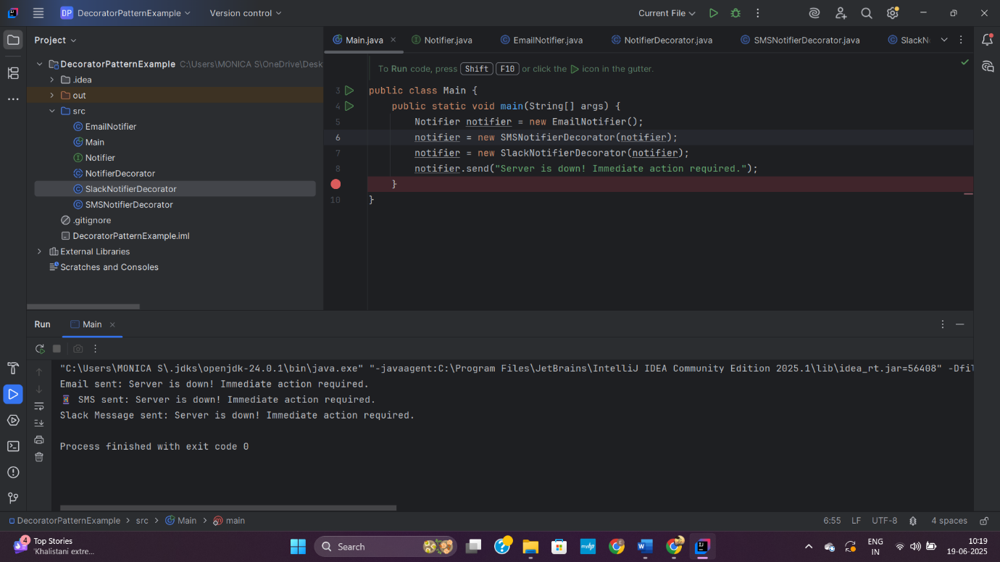 DP DecoratorPatternExample Version control Current File
Project
Main.java Notifier.java EmailNotifier.java NotifierDecorator.java SMSNotifierDecorator.java SlackN
DecoratorPatternExample C:\Users\MONICA S\OneDrive\Desk
.idea
out
src
EmailNotifier
Main
Notifier
NotifierDecorator
SlackNotifierDecorator
SMSNotifierDecorator
.gitignore
DecoratorPatternExample.iml
External Libraries
Scratches and Consoles
To Run code, press Shift F10 or click the icon in the gutter.
3 public class Main {
4 public static void main(String[] args) {
5 Notifier notifier = new EmailNotifier();
6 notifier = new SMSNotifierDecorator(notifier);
7 notifier = new SlackNotifierDecorator(notifier);
8 notifier.send("Server is down! Immediate action required.");
}
10 }
Run Main
"C:\Users\MONICA S\.jdks\openjdk-24.0.1\bin\java.exe" "-javaagent:C:\Program Files\JetBrains\IntelliJ IDEA Community Edition 2025.1\lib\idea_rt.jar=56408" -Dfil
Email sent: Server is down! Immediate action required.
📱 SMS sent: Server is down! Immediate action required.
Slack Message sent: Server is down! Immediate action required.
Process finished with exit code 0
DecoratorPatternExample > src > Main > main 6:55 LF UTF-8 4 spaces
4 Top Stories
'Khalistani extre...
Search
myhp
ENG
IN
10:19
19-06-2025